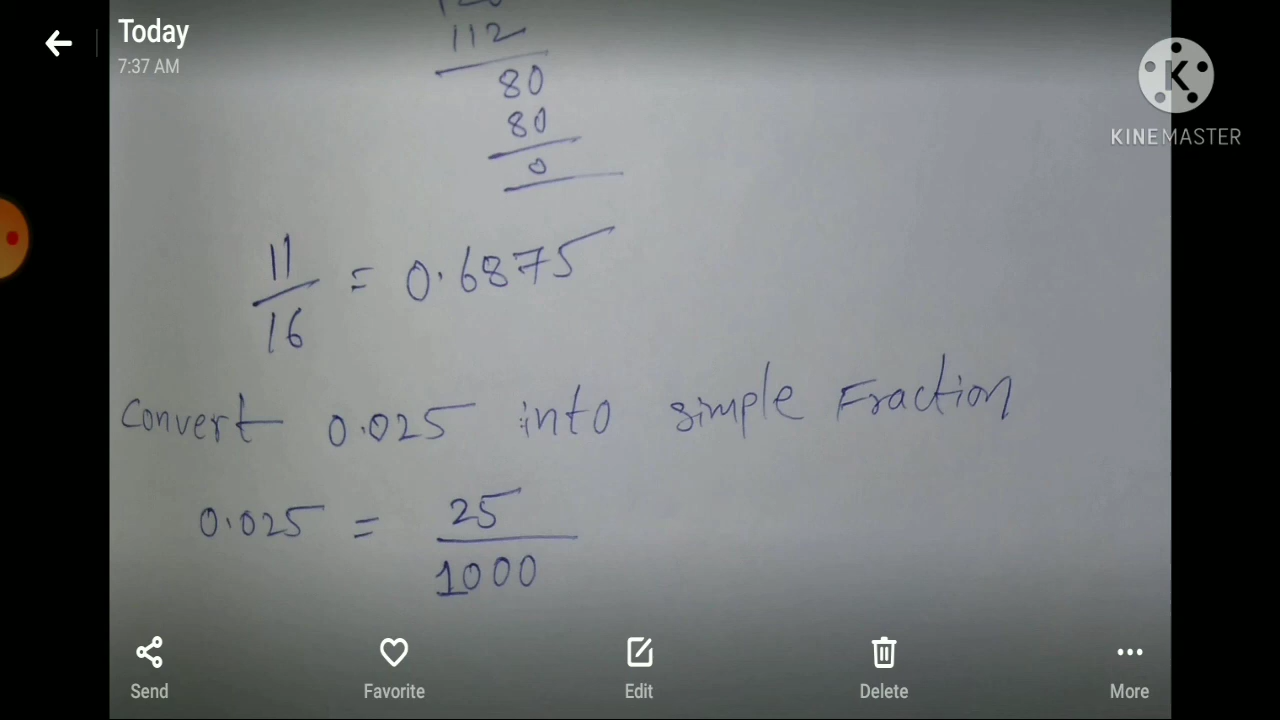 Today
7:37 AM
KINEMASTER
112
80
80
0
11
16
= 0.6875
Convert 0.025 into simple Fraction
0.025 = 25
1000
Send
Favorite
Edit
Delete
More